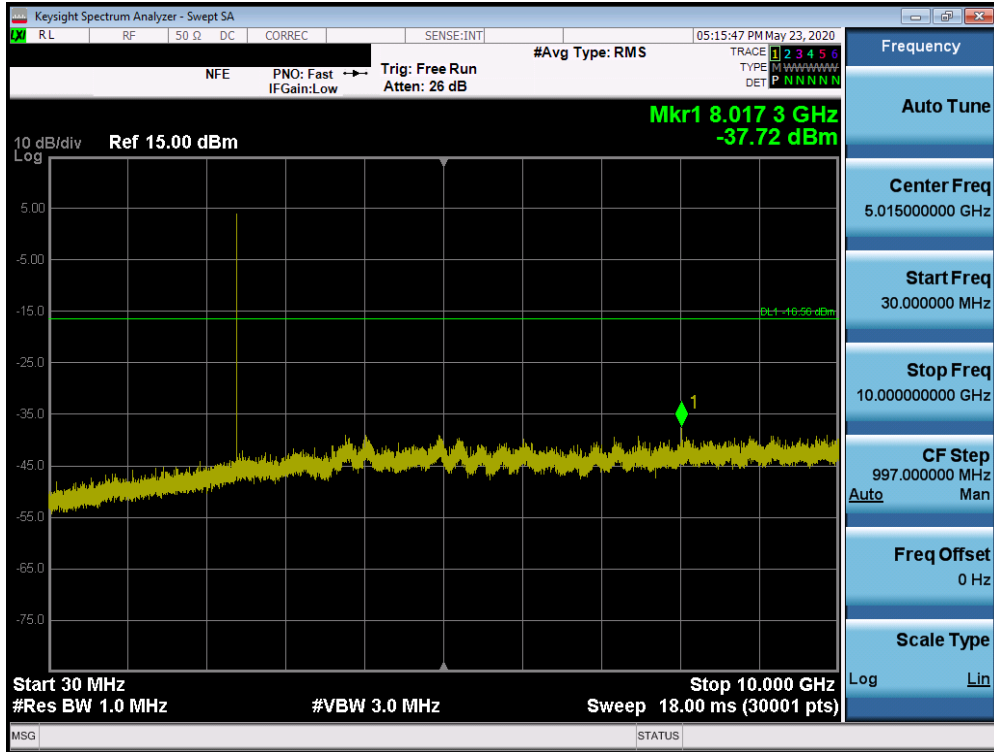 Keysight Spectrum Analyzer - Swept SA
LXI RL RF 50 Ω DC CORREC SENSE:INT 05:15:47 PM May 23, 2020
#Avg Type: RMS TRACE 1 2 3 4 5 6
NFE PNO: Fast Trig: Free Run TYPE M W W W W W
IFGain:Low Atten: 26 dB DET P N N N N N
Mkr1 8.017 3 GHz
-37.72 dBm
10 dB/div Ref 15.00 dBm
Log
5.00
-5.00
-15.0
DL1 -16.56 dBm
-25.0
-35.0
1
-45.0
-55.0
-65.0
-75.0
Start 30 MHz Stop 10.000 GHz
#Res BW 1.0 MHz #VBW 3.0 MHz Sweep 18.00 ms (30001 pts)
MSG STATUS
Frequency
Auto Tune
Center Freq
5.015000000 GHz
Start Freq
30.000000 MHz
Stop Freq
10.000000000 GHz
CF Step
997.000000 MHz
Auto Man
Freq Offset
0 Hz
Scale Type
Log Lin